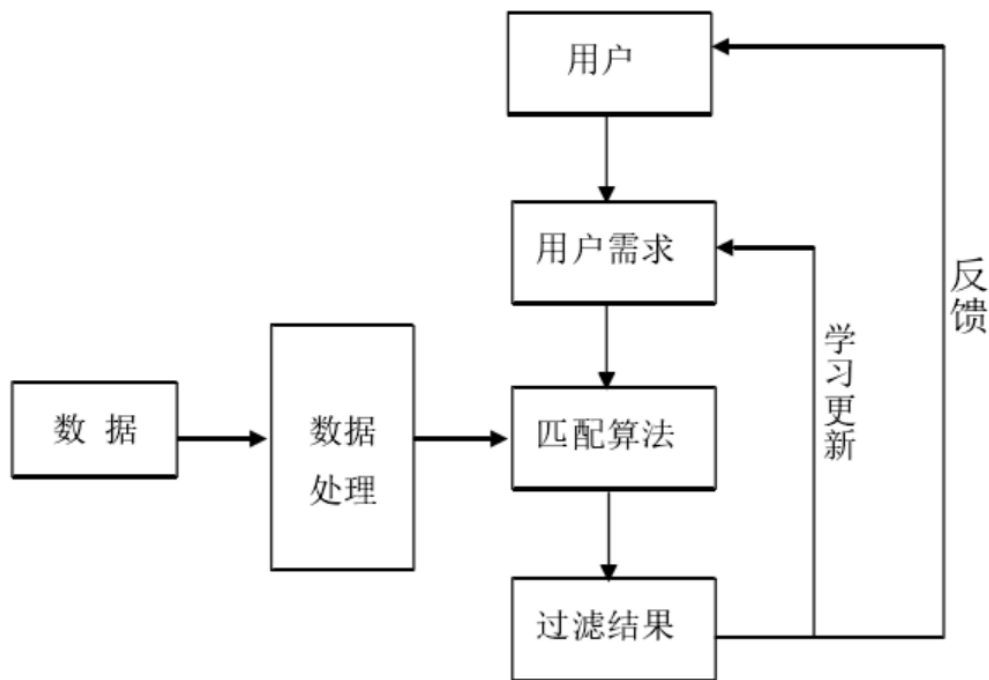 用户
用户需求
反馈
学习更新
数 据
数据
处理
匹配算法
过滤结果